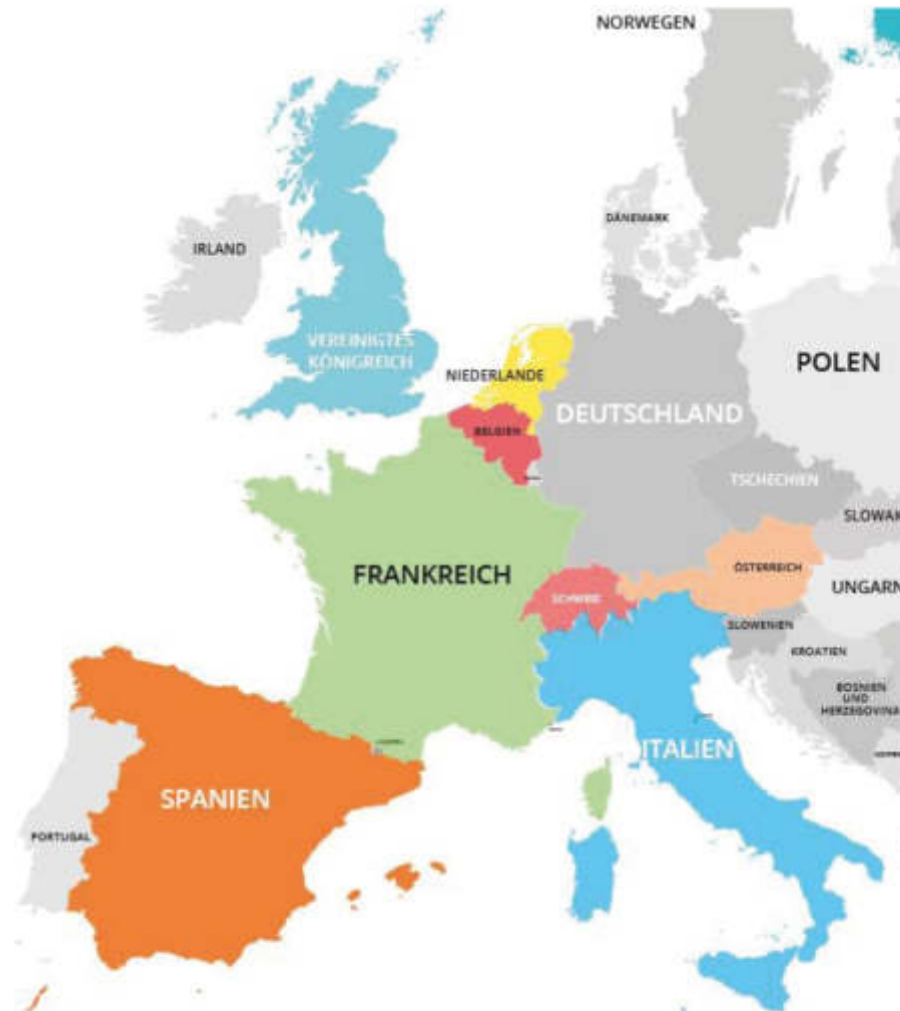 NORWEGEN
DÄNEMARK
IRLAND
VEREINIGTES
KÖNIGREICH
NIEDERLANDE
POLEN
DEUTSCHLAND
BELGIEN
TSCHECHIEN
SLOWAK
FRANKREICH
ÖSTERREICH
UNGARN
SCHWEIZ
SLOWENIEN
KROATIEN
BOSNIEN
UND
HERZEGOVINA
ITALIEN
SPANIEN
PORTUGAL